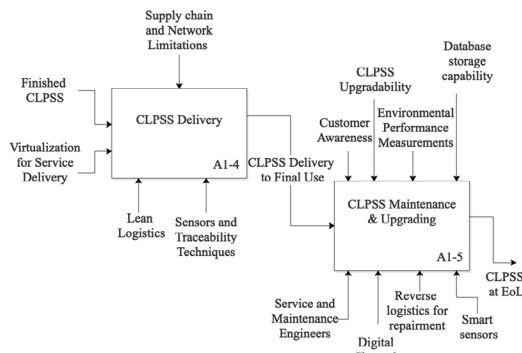 Supply chain
and Network
Limitations
Finished
CLPSS
Virtualization
for Service
Delivery
CLPSS Delivery
A1-4
Lean
Logistics
Sensors and
Traceability
Techniques
CLPSS Delivery
to Final Use
Customer
Awareness
CLPSS
Upgradability
Environmental
Performance
Measurements
Database
storage
capability
CLPSS Maintenance
& Upgrading
A1-5
CLPSS
at EoL
Service and
Maintenance
Engineers
Digital
Reverse
logistics for
repairment
Smart
sensors